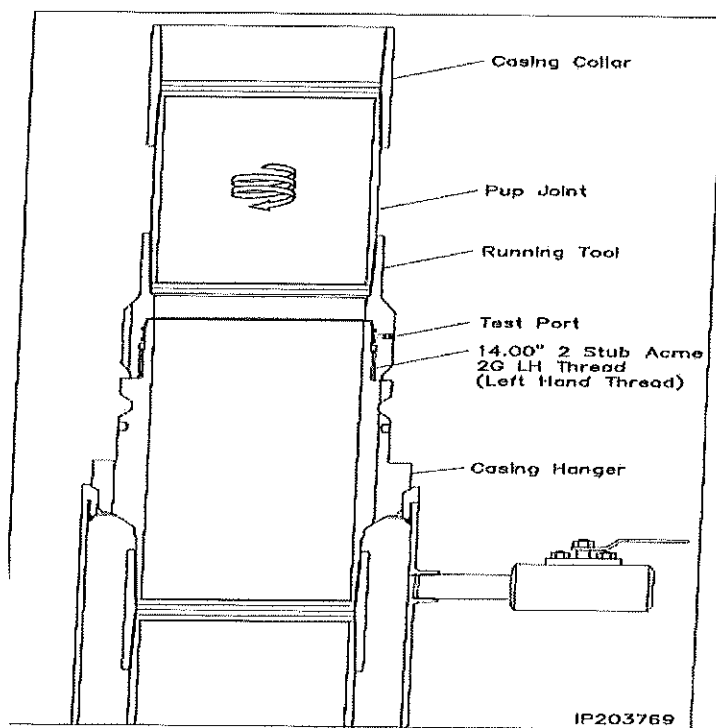 Casing Collar
Pup Joint
Running Tool
Test Port
14.00" 2 Stub Acme
2G LH Thread
(Left Hand Thread)
Casing Hanger
IP203769